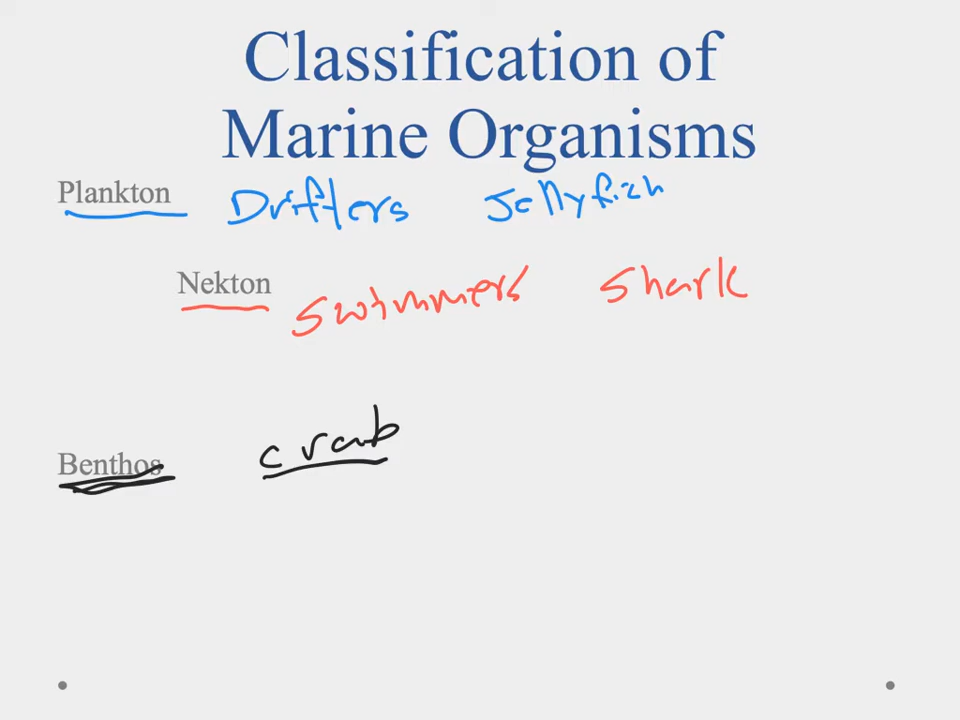 Classification of
Marine Organisms
Plankton Drifters Jellyfish
Nekton Swimmers Shark
Benthos crab